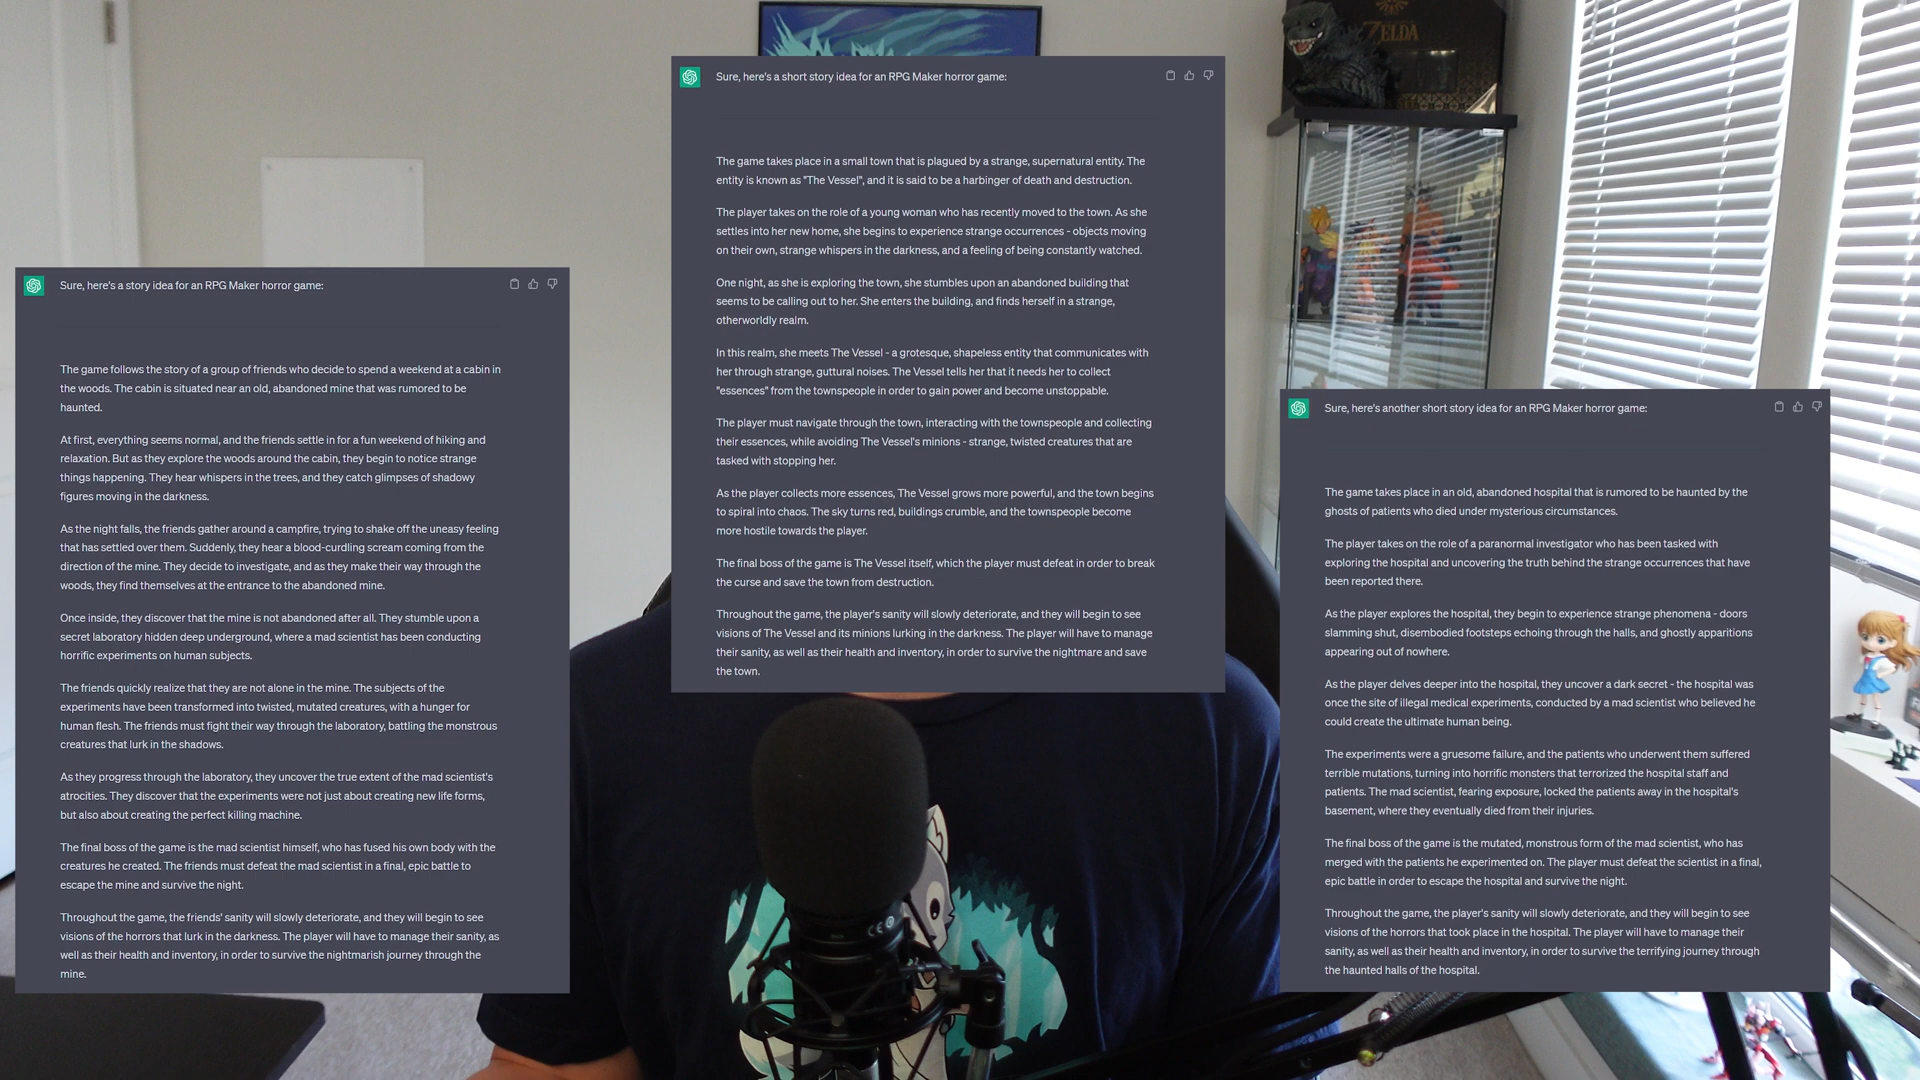 Sure, here's a story idea for an RPG Maker horror game:
The game follows the story of a group of friends who decide to spend a weekend at a cabin in
the woods. The cabin is situated near an old, abandoned mine that was rumored to be
haunted.
At first, everything seems normal, and the friends settle in for a fun weekend of hiking and
relaxation. But as they explore the woods around the cabin, they begin to notice strange
things happening. They hear whispers in the trees, and they catch glimpses of shadowy
figures moving in the darkness.
As the night falls, the friends gather around a campfire, trying to shake off the uneasy feeling
that has settled over them. Suddenly, they hear a blood-curdling scream coming from the
direction of the mine. They decide to investigate, and as they make their way through the
woods, they find themselves at the entrance to the abandoned mine.
Once inside, they discover that the mine is not abandoned after all. They stumble upon a
secret laboratory hidden deep underground, where a mad scientist has been conducting
horrific experiments on human subjects.
The friends quickly realize that they are not alone in the mine. The subjects of the
experiments have been transformed into twisted, mutated creatures, with a hunger for
human flesh. The friends must fight their way through the laboratory, battling the monstrous
creatures that lurk in the shadows.
As they progress through the laboratory, they uncover the true extent of the mad scientist's
atrocities. They discover that the experiments were not just about creating new life forms,
but also about creating the perfect killing machine.
The final boss of the game is the mad scientist himself, who has fused his own body with the
creatures he created. The friends must defeat the mad scientist in a final, epic battle to
escape the mine and survive the night.
Throughout the game, the friends' sanity will slowly deteriorate, and they will begin to see
visions of the horrors that lurk in the darkness. The player will have to manage their sanity, as
well as their health and inventory, in order to survive the nightmarish journey through the
mine.
Sure, here's a short story idea for an RPG Maker horror game:
The game takes place in a small town that is plagued by a strange, supernatural entity. The
entity is known as "The Vessel", and it is said to be a harbinger of death and destruction.
The player takes on the role of a young woman who has recently moved to the town. As she
settles into her new home, she begins to experience strange occurrences - objects moving
on their own, strange whispers in the darkness, and a feeling of being constantly watched.
One night, as she is exploring the town, she stumbles upon an abandoned building that
seems to be calling out to her. She enters the building, and finds herself in a strange,
otherworldly realm.
In this realm, she meets The Vessel - a grotesque, shapeless entity that communicates with
her through strange, guttural noises. The Vessel tells her that it needs her to collect
"essences" from the townspeople in order to gain power and become unstoppable.
The player must navigate through the town, interacting with the townspeople and collecting
their essences, while avoiding The Vessel's minions - strange, twisted creatures that are
tasked with stopping her.
As the player collects more essences, The Vessel grows more powerful, and the town begins
to spiral into chaos. The sky turns red, buildings crumble, and the townspeople become
more hostile towards the player.
The final boss of the game is The Vessel itself, which the player must defeat in order to break
the curse and save the town from destruction.
Throughout the game, the player's sanity will slowly deteriorate, and they will begin to see
visions of The Vessel and its minions lurking in the darkness. The player will have to manage
their sanity, as well as their health and inventory, in order to survive the nightmare and save
the town.
Sure, here's another short story idea for an RPG Maker horror game:
The game takes place in an old, abandoned hospital that is rumored to be haunted by the
ghosts of patients who died under mysterious circumstances.
The player takes on the role of a paranormal investigator who has been tasked with
exploring the hospital and uncovering the truth behind the strange occurrences that have
been reported there.
As the player explores the hospital, they begin to experience strange phenomena - doors
slamming shut, disembodied footsteps echoing through the halls, and ghostly apparitions
appearing out of nowhere.
As the player delves deeper into the hospital, they uncover a dark secret - the hospital was
once the site of illegal medical experiments, conducted by a mad scientist who believed he
could create the ultimate human being.
The experiments were a gruesome failure, and the patients who underwent them suffered
terrible mutations, turning into horrific monsters that terrorized the hospital staff and
patients. The mad scientist, fearing exposure, locked the patients away in the hospital's
basement, where they eventually died from their injuries.
The final boss of the game is the mutated, monstrous form of the mad scientist, who has
merged with the patients he experimented on. The player must defeat the scientist in a final,
epic battle in order to escape the hospital and survive the night.
Throughout the game, the player's sanity will slowly deteriorate, and they will begin to see
visions of the horrors that took place in the hospital. The player will have to manage their
sanity, as well as their health and inventory, in order to survive the terrifying journey through
the haunted halls of the hospital.
ZELDA
CE